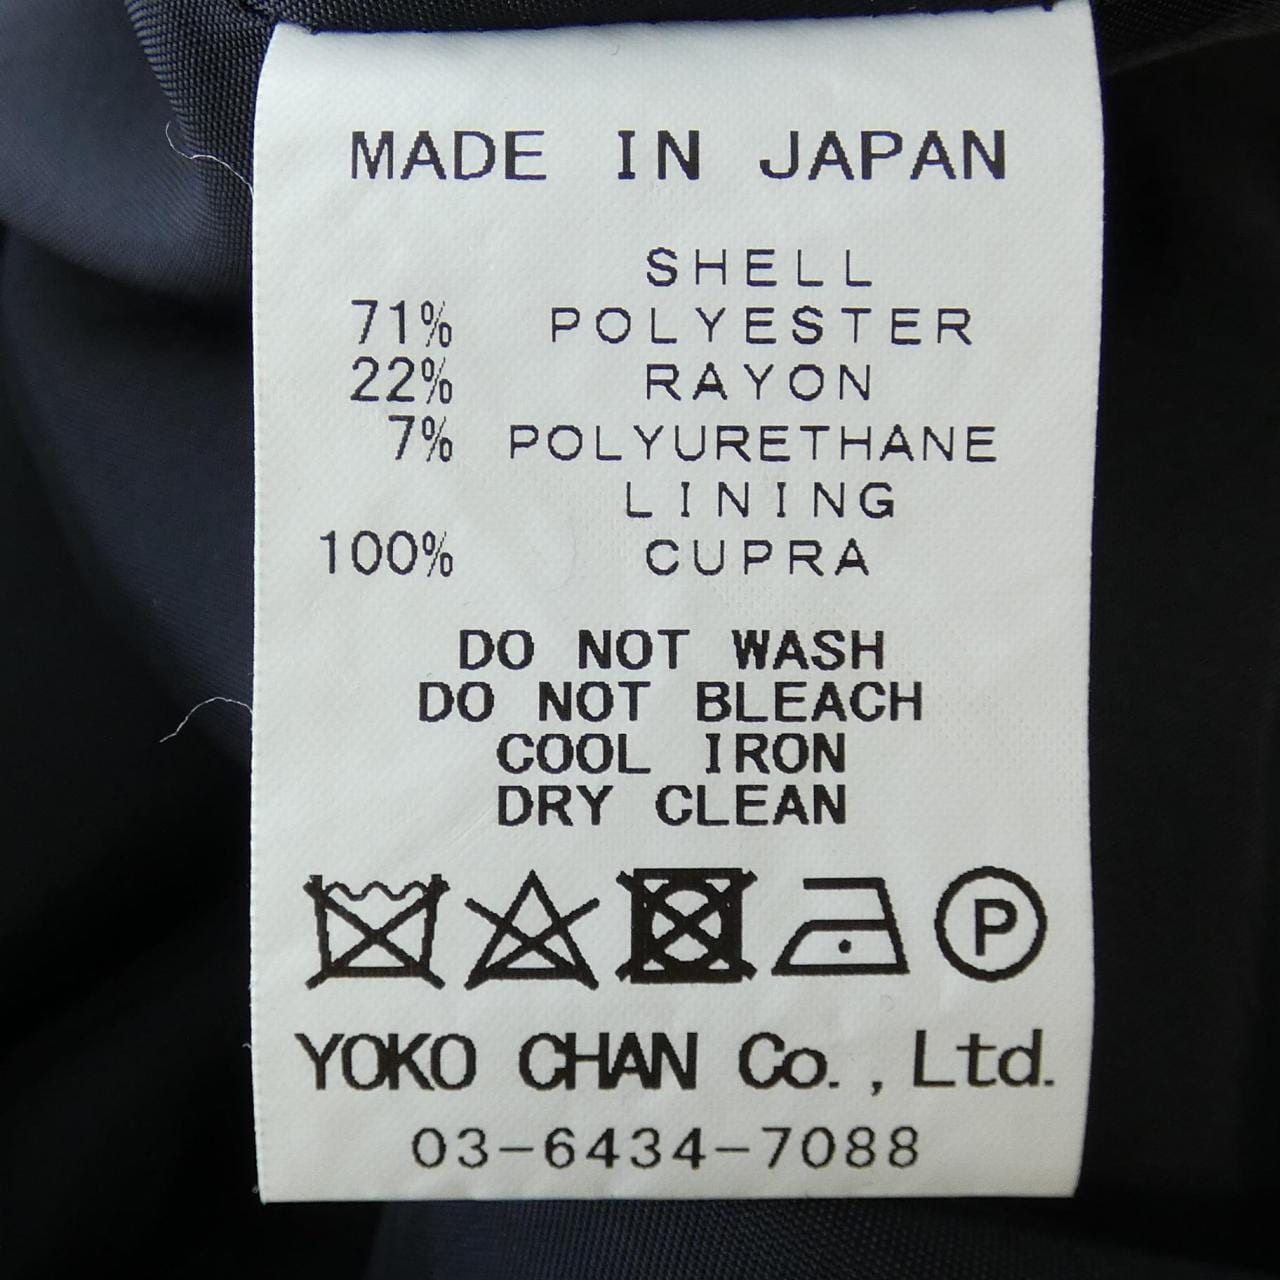 MADE IN JAPAN
SHELL
71% POLYESTER
22% RAYON
7% POLYURETHANE
LINING
100% CUPRA
DO NOT WASH
DO NOT BLEACH
COOL IRON
DRY CLEAN
P
YOKO CHAN Co., Ltd.
03-6434-7088